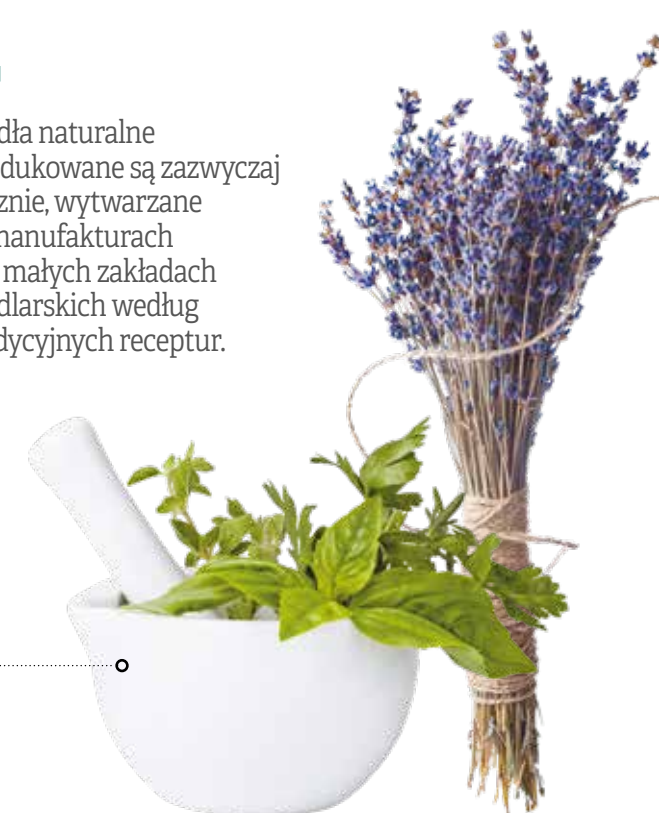 dła naturalne
dukowane są zazwyczaj
znie, wytwarzane
nanufakturach
małych zakładach
dlarskich według
dycyjnych receptur.